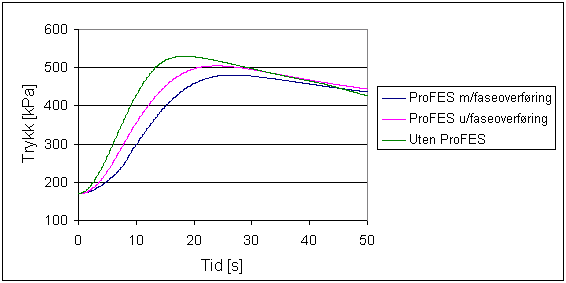 600
500
400
300
200
100
0 10 20 30 40 50
Trykk [kPa]
Tid [s]
ProFES m/faseoverføring
ProFES u/faseoverføring
Uten ProFES